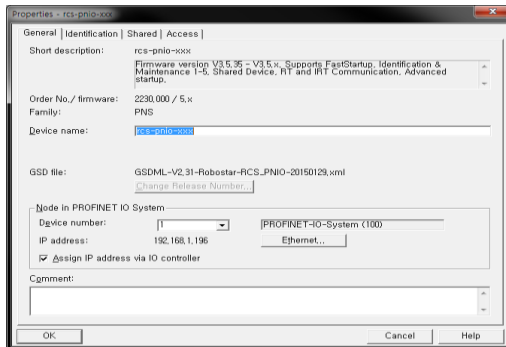 Properties - rcs-pnio-xxx
General | Identification | Shared | Access |
Short description: rcs-pnio-xxx
Firmware version V3,5,35 - V3,5,x, Supports FastStartup, Identification &
Maintenance 1-5, Shared Device, RT and IRT Communication, Advanced
startup,
Order No,/ firmware: 2230,000 / 5,x
Family: PNS
Device name: rcs-pnio-xxx
GSD file: GSDML-V2,31-Robostar-RCS_PNIO-20150129,xml
Change Release Number,,,
Node in PROFINET IO System
Device number: 1 PROFINET-IO-System (100)
IP address: 192,168,1,196 Ethernet,,,
Assign IP address via IO controller
Comment:
OK Cancel Help